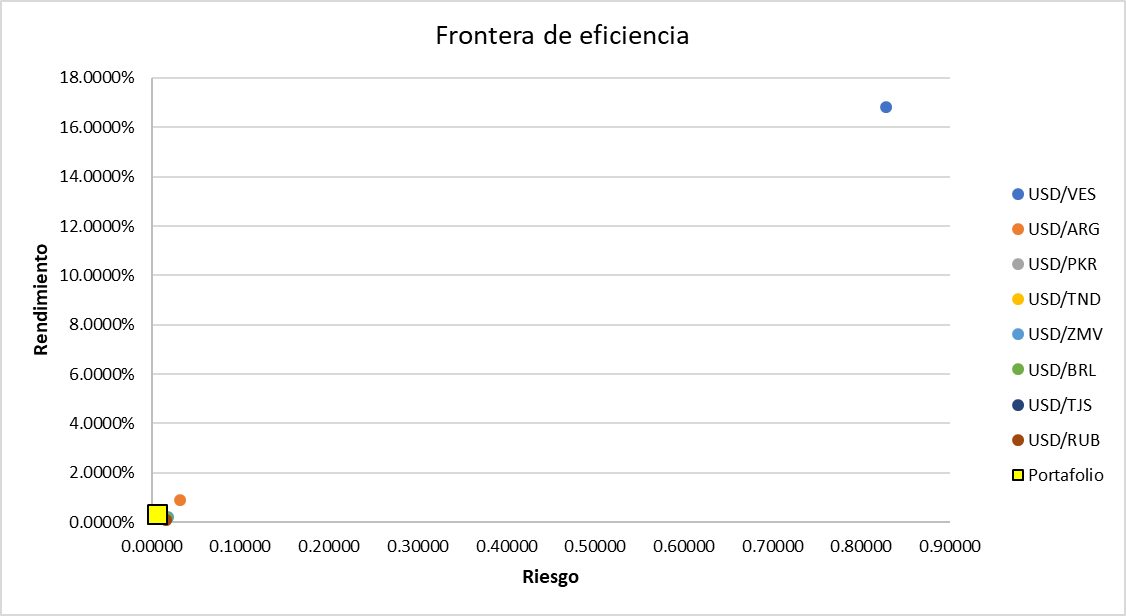 Frontera de eficiencia
18.0000%
16.0000%
14.0000%
12.0000%
10.0000%
8.0000%
6.0000%
4.0000%
2.0000%
0.0000%
Rendimiento
0.00000 0.10000 0.20000 0.30000 0.40000 0.50000 0.60000 0.70000 0.80000 0.90000
Riesgo
USD/VES
USD/ARG
USD/PKR
USD/TND
USD/ZMV
USD/BRL
USD/TJS
USD/RUB
Portafolio